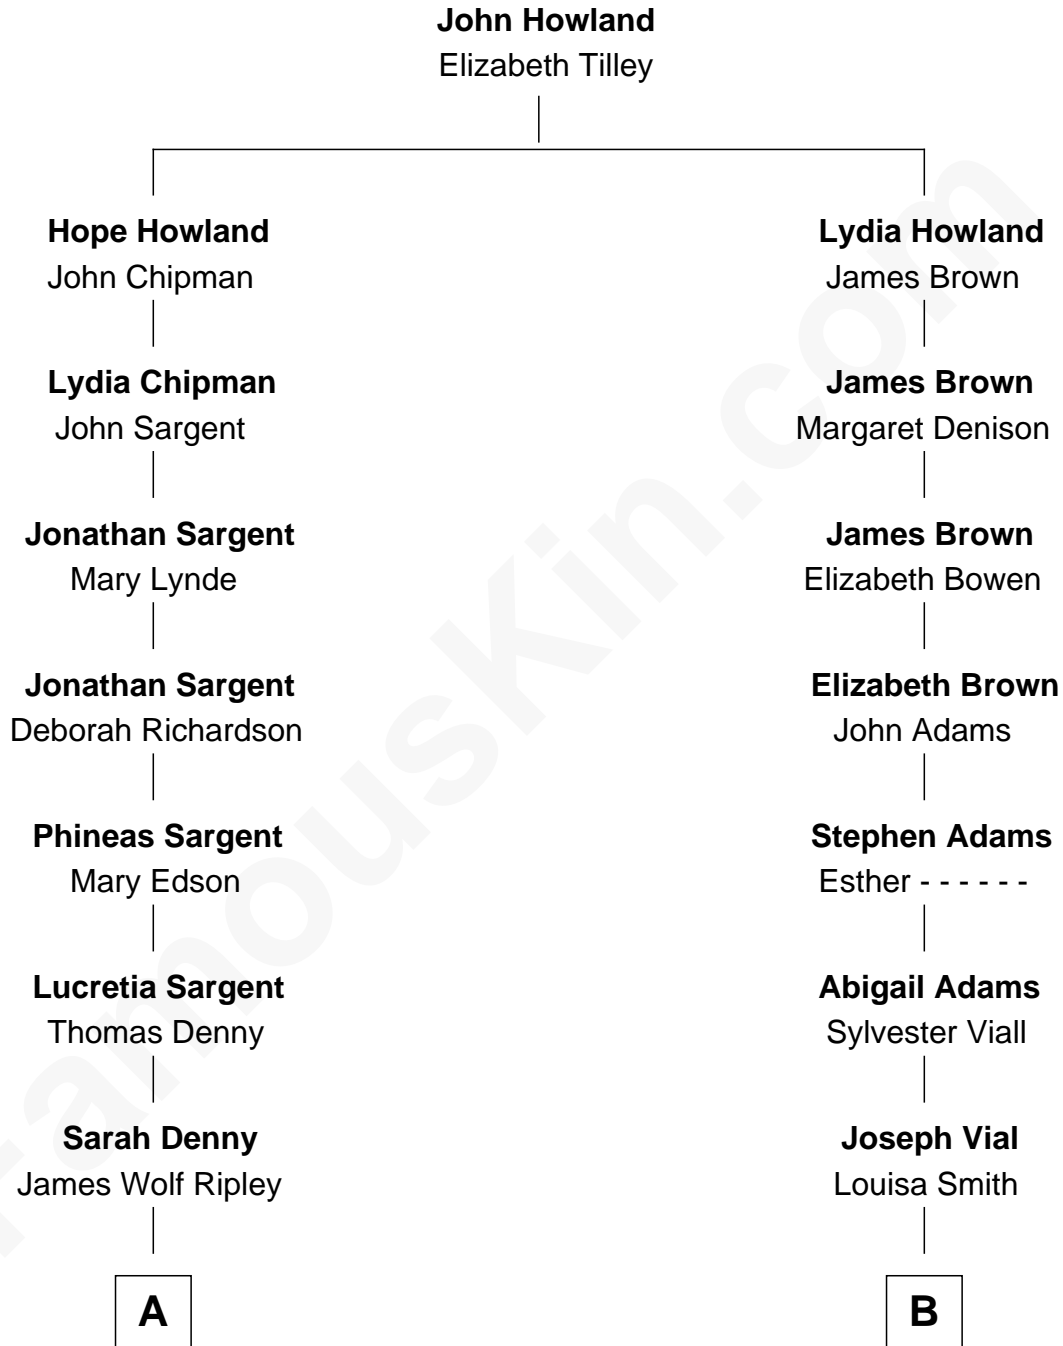 John Howland
Elizabeth Tilley
Hope Howland
John Chipman
Lydia Chipman
John Sargent
Jonathan Sargent
Mary Lynde
Jonathan Sargent
Deborah Richardson
Phineas Sargent
Mary Edson
Lucretia Sargent
Thomas Denny
Sarah Denny
James Wolf Ripley
A
Lydia Howland
James Brown
James Brown
Margaret Denison
James Brown
Elizabeth Bowen
Elizabeth Brown
John Adams
Stephen Adams
Esther - - - - - -
Abigail Adams
Sylvester Viall
Joseph Vial
Louisa Smith
B
FamousKin.com